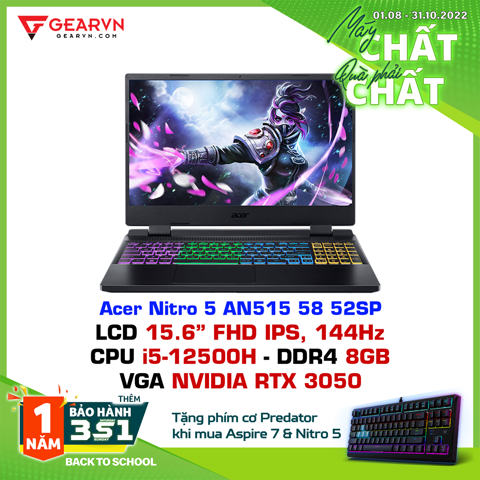 GEARVN
GEARVN.COM
01.08 - 31.10.2022
Máy
CHẤT
Quà phải
CHẤT
acer
Acer Nitro 5 AN515 58 52SP
LCD 15.6” FHD IPS, 144Hz
CPU i5-12500H - DDR4 8GB
VGA NVIDIA RTX 3050
THÊM
1
NĂM
BẢO HÀNH
3S1
SUNDAY
BACK TO SCHOOL
Tặng phím cơ Predator
khi mua Aspire 7 & Nitro 5